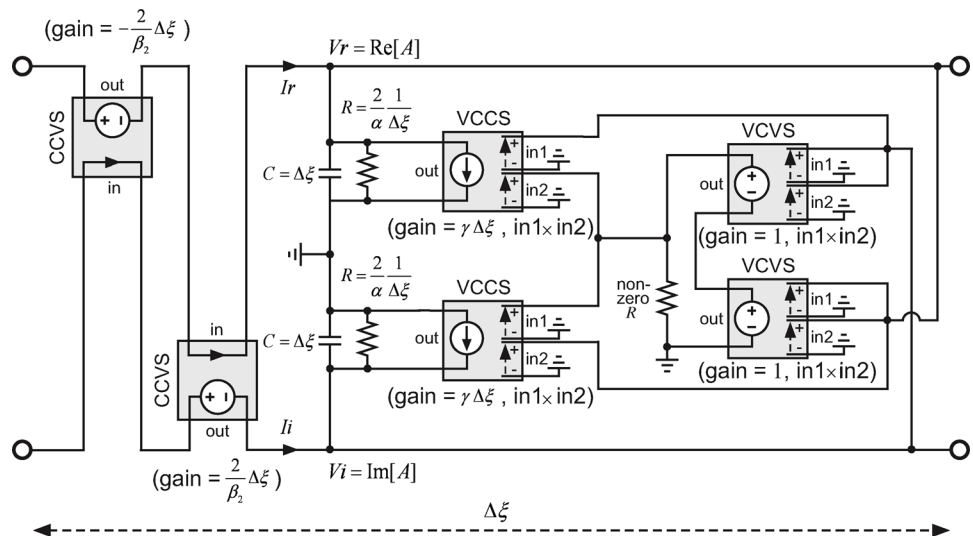 (gain = −2/β₂ Δξ)
out
CCVS
in
in
CCVS
out
(gain = 2/β₂ Δξ)
Vr = Re[A]
Ir
R = 2/α 1/Δξ
C = Δξ
VCCS
out
in1
in2
(gain = γ Δξ , in1×in2)
R = 2/α 1/Δξ
C = Δξ
VCCS
out
in1
in2
(gain = γ Δξ , in1×in2)
non-
zero
R
VCVS
out
in1
in2
(gain = 1, in1×in2)
VCVS
out
in1
in2
(gain = 1, in1×in2)
Ii
Vi = Im[A]
Δξ